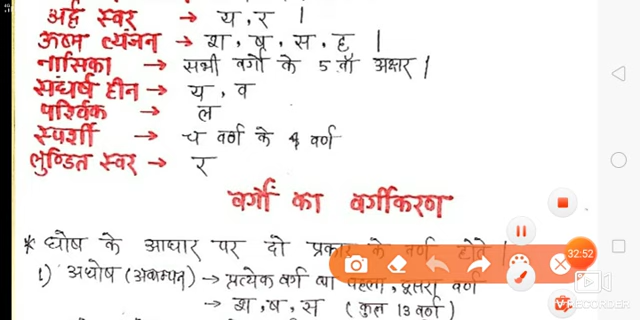 अर्द्ध स्वर → य, र ।
ऊष्म व्यंजन → श, ष, स, ह ।
नासिका → सभी वर्गो के 5 वाँ अक्षर ।
संघर्ष हीन → य, व
पार्श्विक → ल
स्पर्शी → च वर्ग के 4 वर्ण
लुण्ठित स्वर → र
वर्णों का वर्गीकरण
* घोष के आधार पर दो प्रकार के वर्ण होते ।
1) अघोष (अकम्पन) → प्रत्येक वर्ग का पहला, दूसरा वर्ण
→ श, ष, स (कुल 13 वर्ण)
32:52
RECORDER